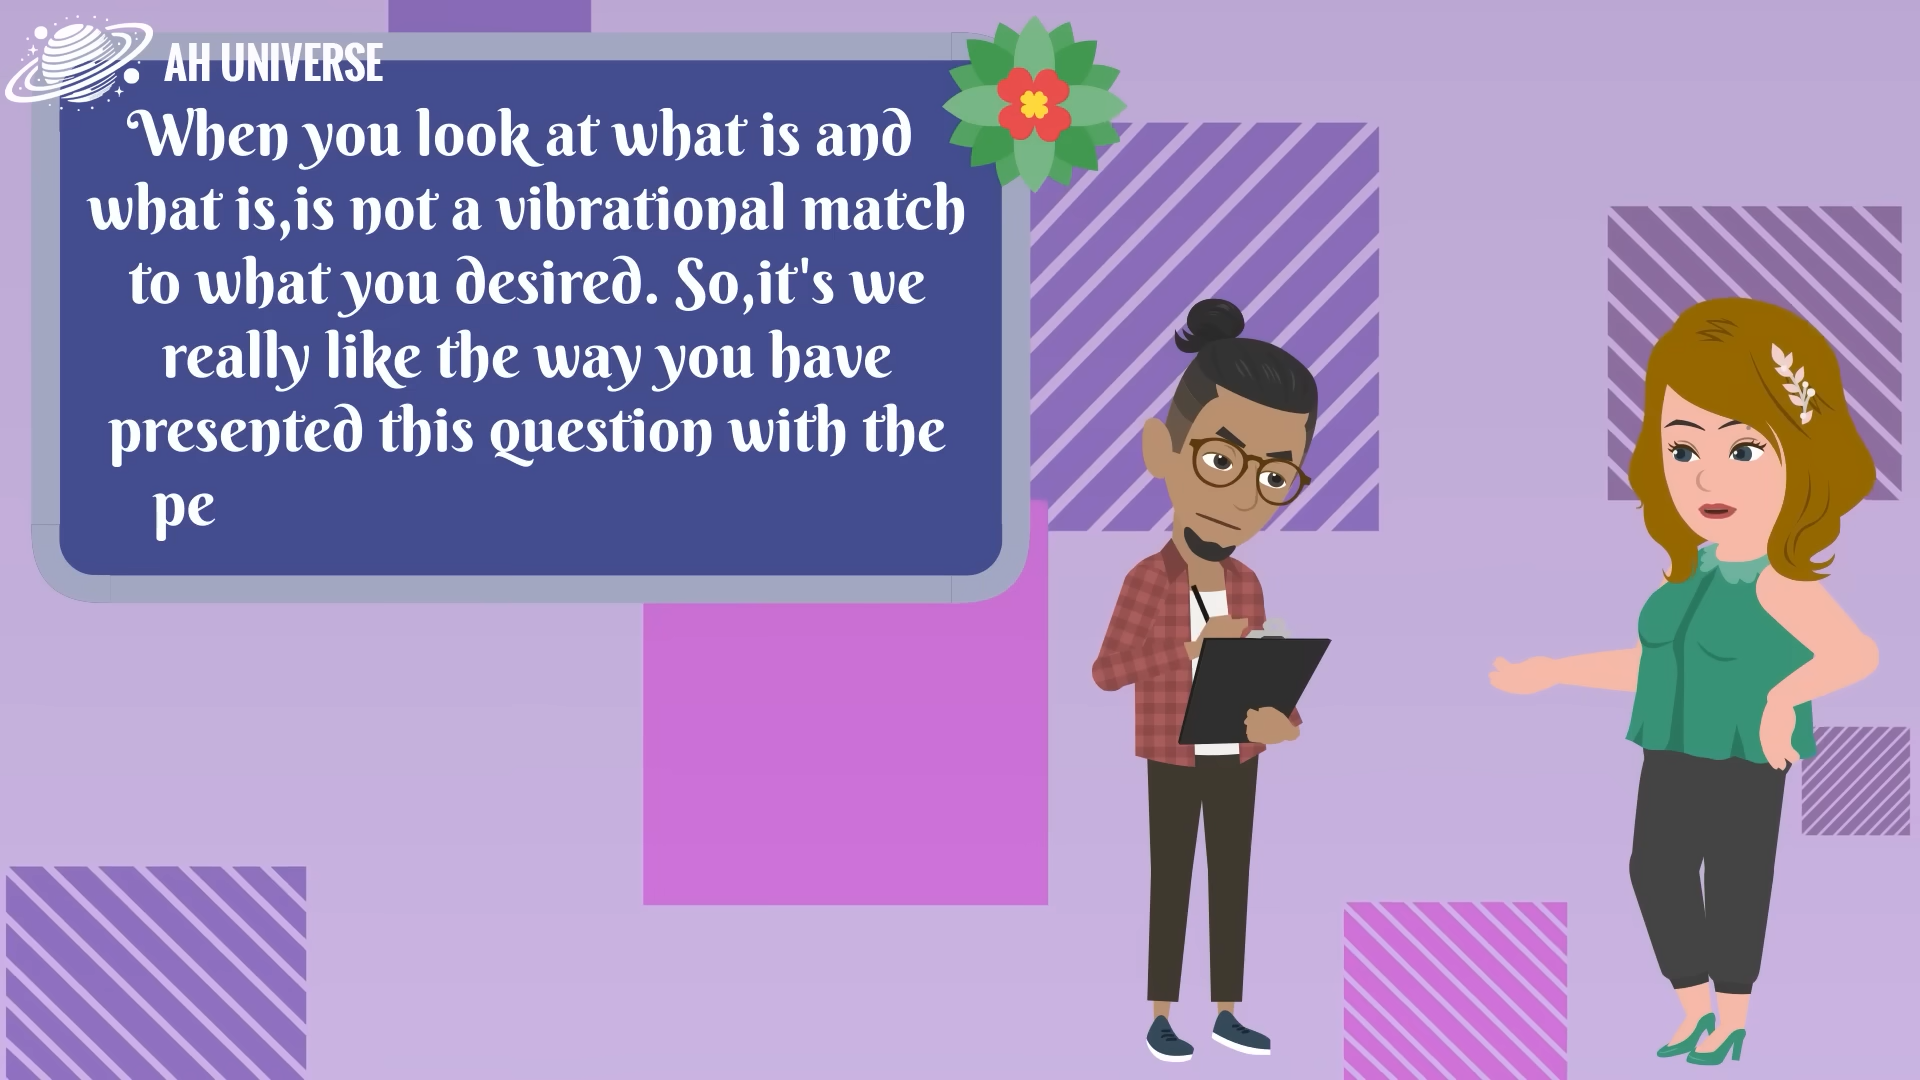 AH UNIVERSE
When you look at what is and
what is,is not a vibrational match
to what you desired. So,it's we
really like the way you have
presented this question with the
pe